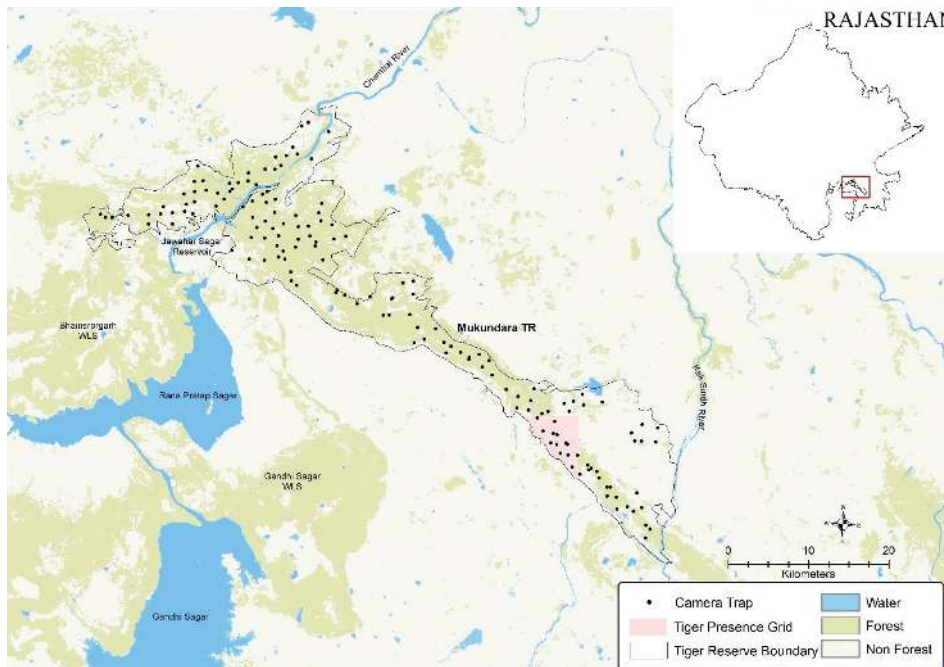 RAJASTHAN
Chambal River
Jawahar Sagar
Reservoir
Bhainsrorgarh
WLS
Mukundara TR
Rana Pratap Sagar
Kali Sindh River
Gandhi Sagar
WLS
Gandhi Sagar
N
W
E
S
0 10 20
Kilometers
Camera Trap
Tiger Presence Grid
Tiger Reserve Boundary
Water
Forest
Non Forest